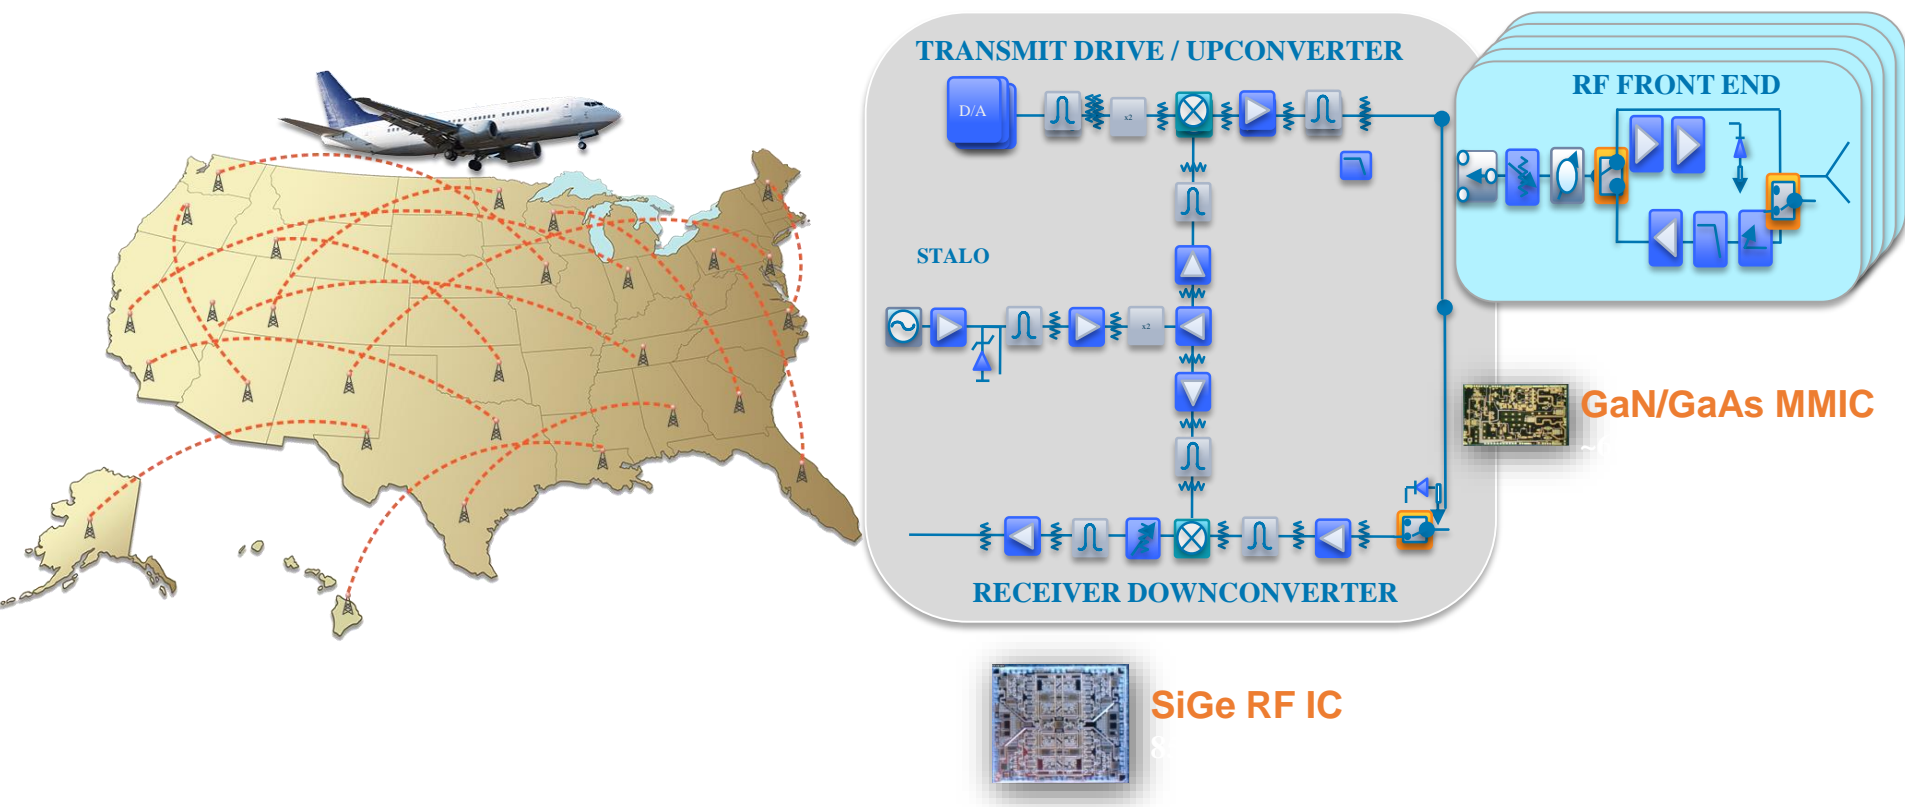 TRANSMIT DRIVE / UPCONVERTER
D/A
x2
RF FRONT END
STALO
x2
GaN/GaAs MMIC
RECEIVER DOWNCONVERTER
SiGe RF IC